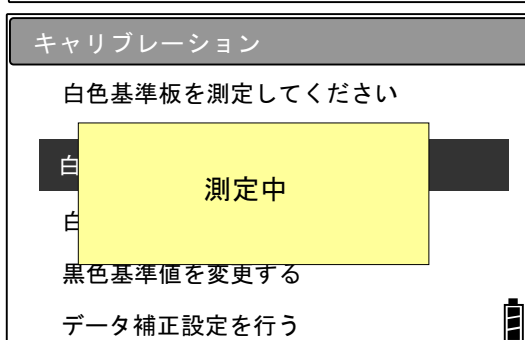 キャリブレーション
白色基準板を測定してください
白
測定中
白
黒色基準値を変更する
データ補正設定を行う